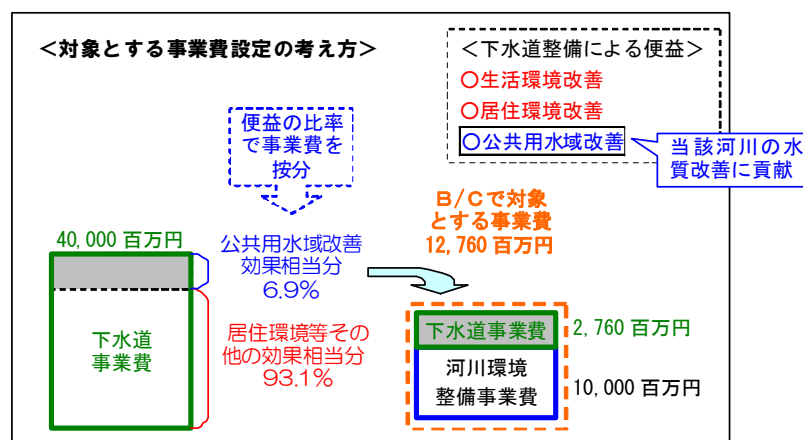 ＜対象とする事業費設定の考え方＞
＜下水道整備による便益＞
○生活環境改善
○居住環境改善
○公共用水域改善
当該河川の水
質改善に貢献
便益の比率
で事業費を
按分
B/Cで対象
とする事業費
12,760 百万円
40,000 百万円
公共用水域改善
効果相当分
6.9%
下水道
事業費
居住環境等その
他の効果相当分
93.1%
下水道事業費
2,760 百万円
河川環境
整備事業費
10,000 百万円